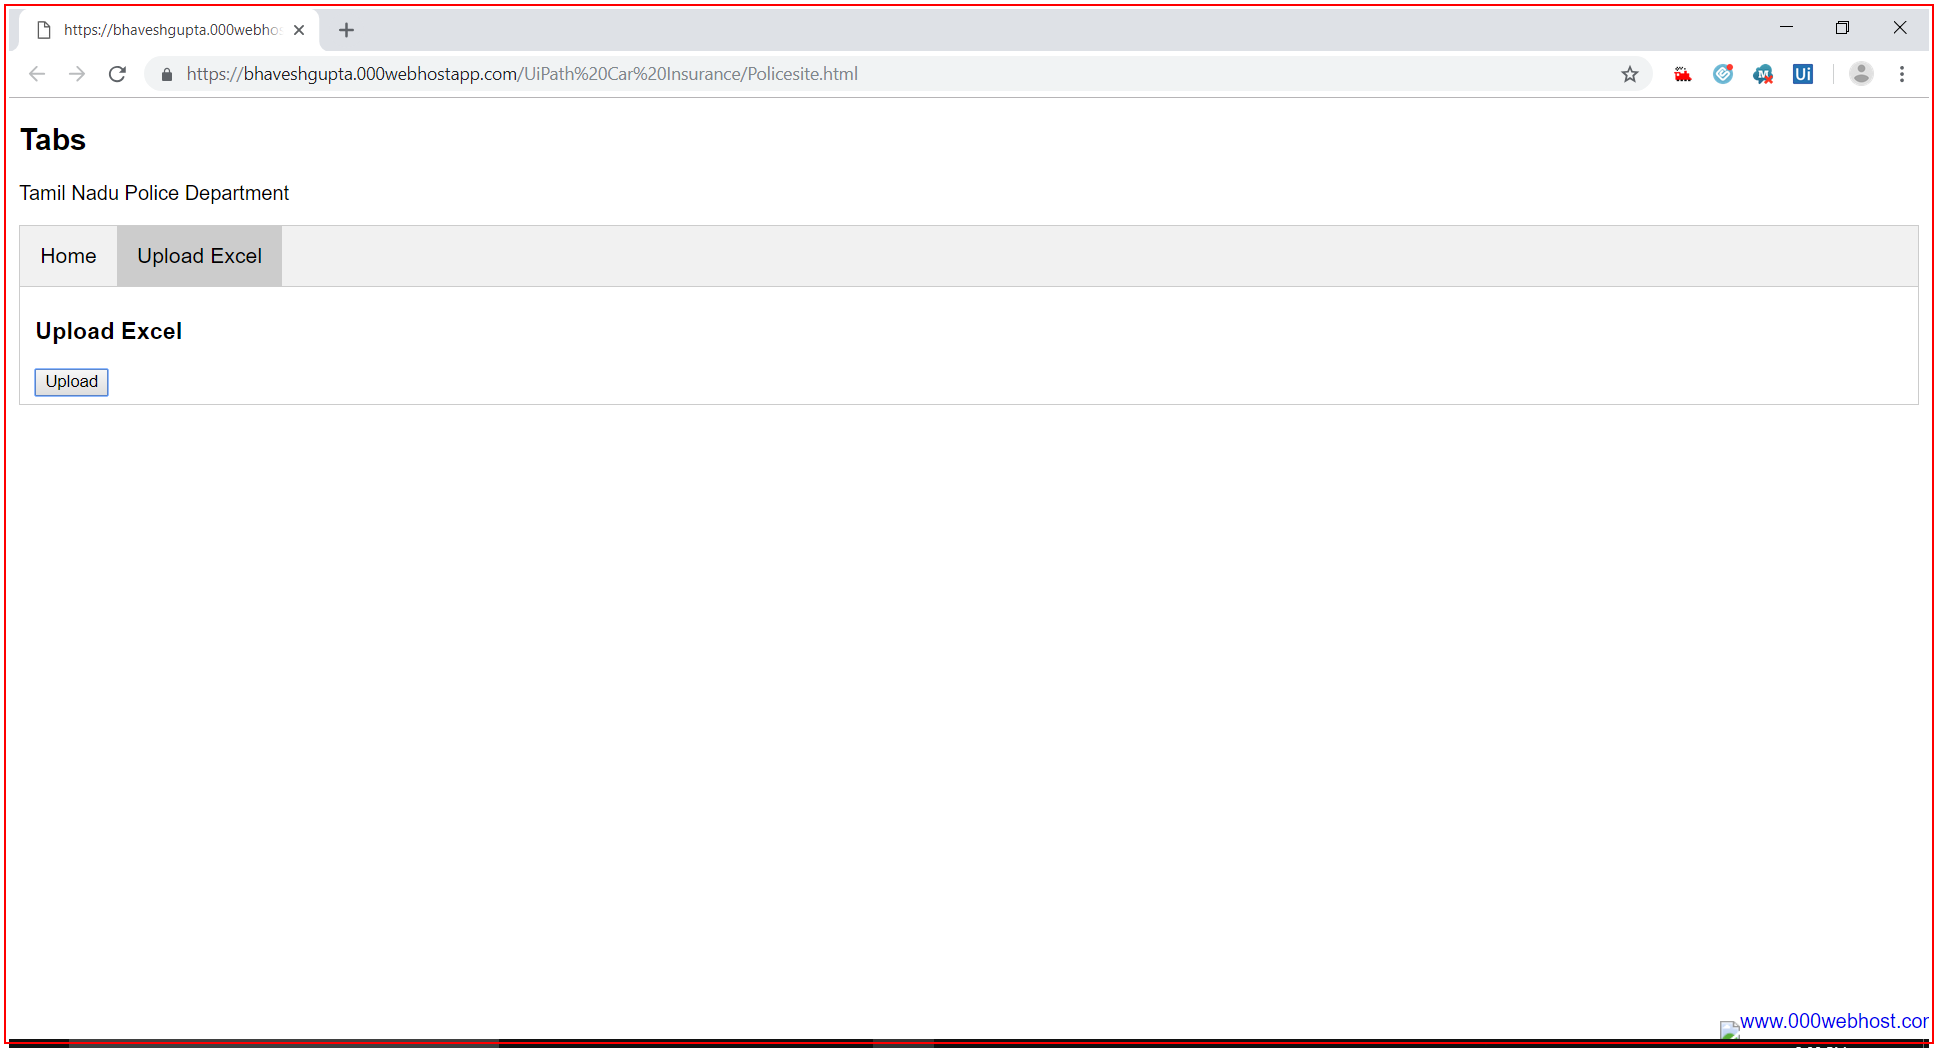 https://bhaveshgupta.000webhos
https://bhaveshgupta.000webhostapp.com/UiPath%20Car%20Insurance/Policesite.html
M
Ui
Tabs
Tamil Nadu Police Department
Home
Upload Excel
Upload Excel
Upload
www.000webhost.cor